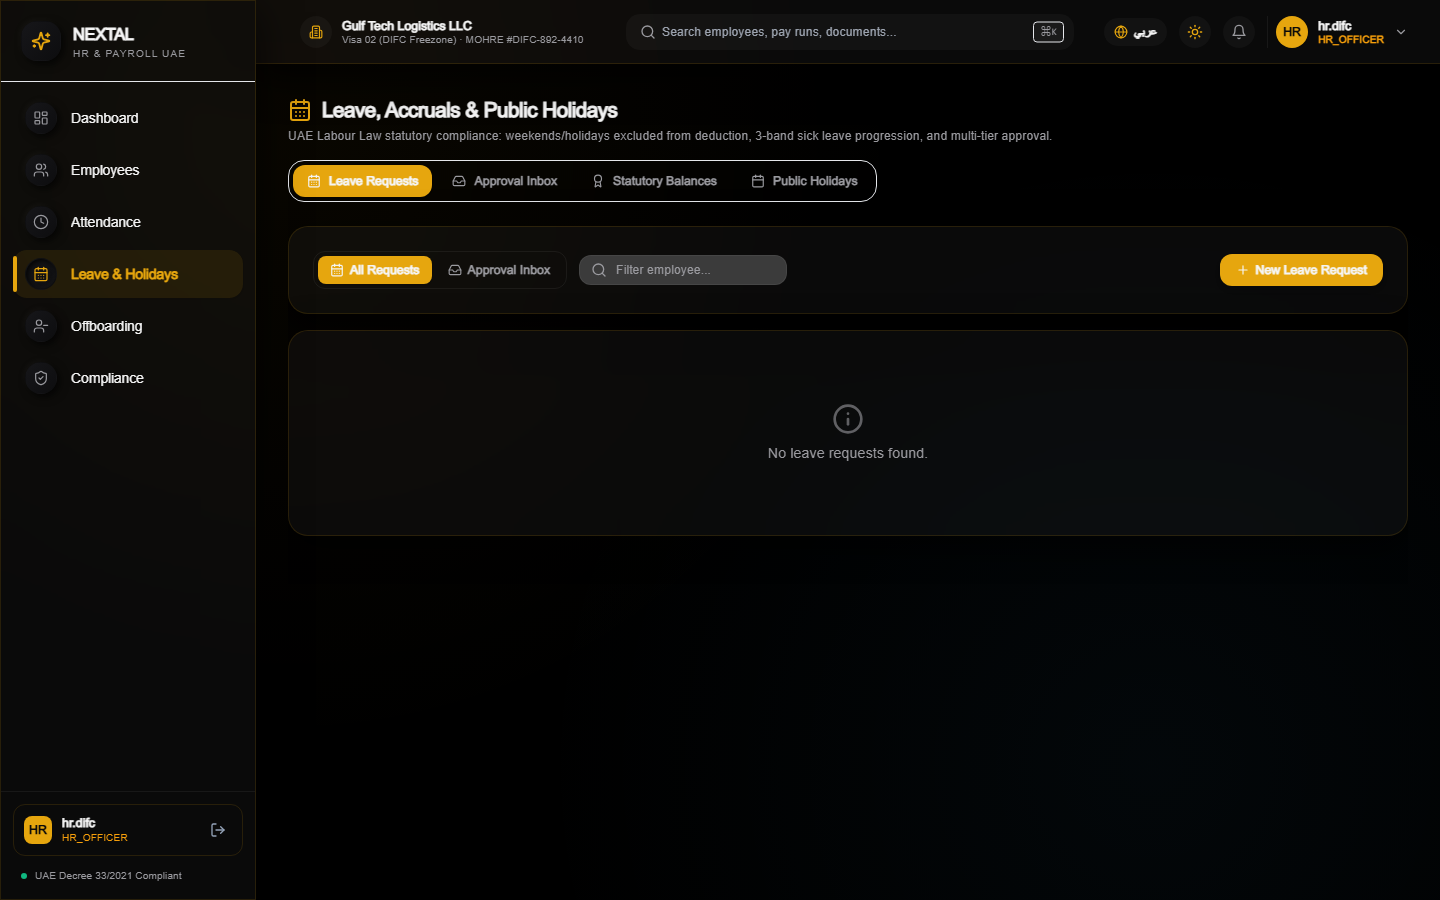 NEXTAL
HR & PAYROLL UAE
Dashboard
Employees
Attendance
Leave & Holidays
Offboarding
Compliance
HR
hr.difc
HR_OFFICER
UAE Decree 33/2021 Compliant
Gulf Tech Logistics LLC
Visa 02 (DIFC Freezone) · MOHRE #DIFC-892-4410
Search employees, pay runs, documents...
⌘K
عربي
HR
hr.difc
HR_OFFICER
Leave, Accruals & Public Holidays
UAE Labour Law statutory compliance: weekends/holidays excluded from deduction, 3-band sick leave progression, and multi-tier approval.
Leave Requests
Approval Inbox
Statutory Balances
Public Holidays
All Requests
Approval Inbox
Filter employee...
New Leave Request
No leave requests found.